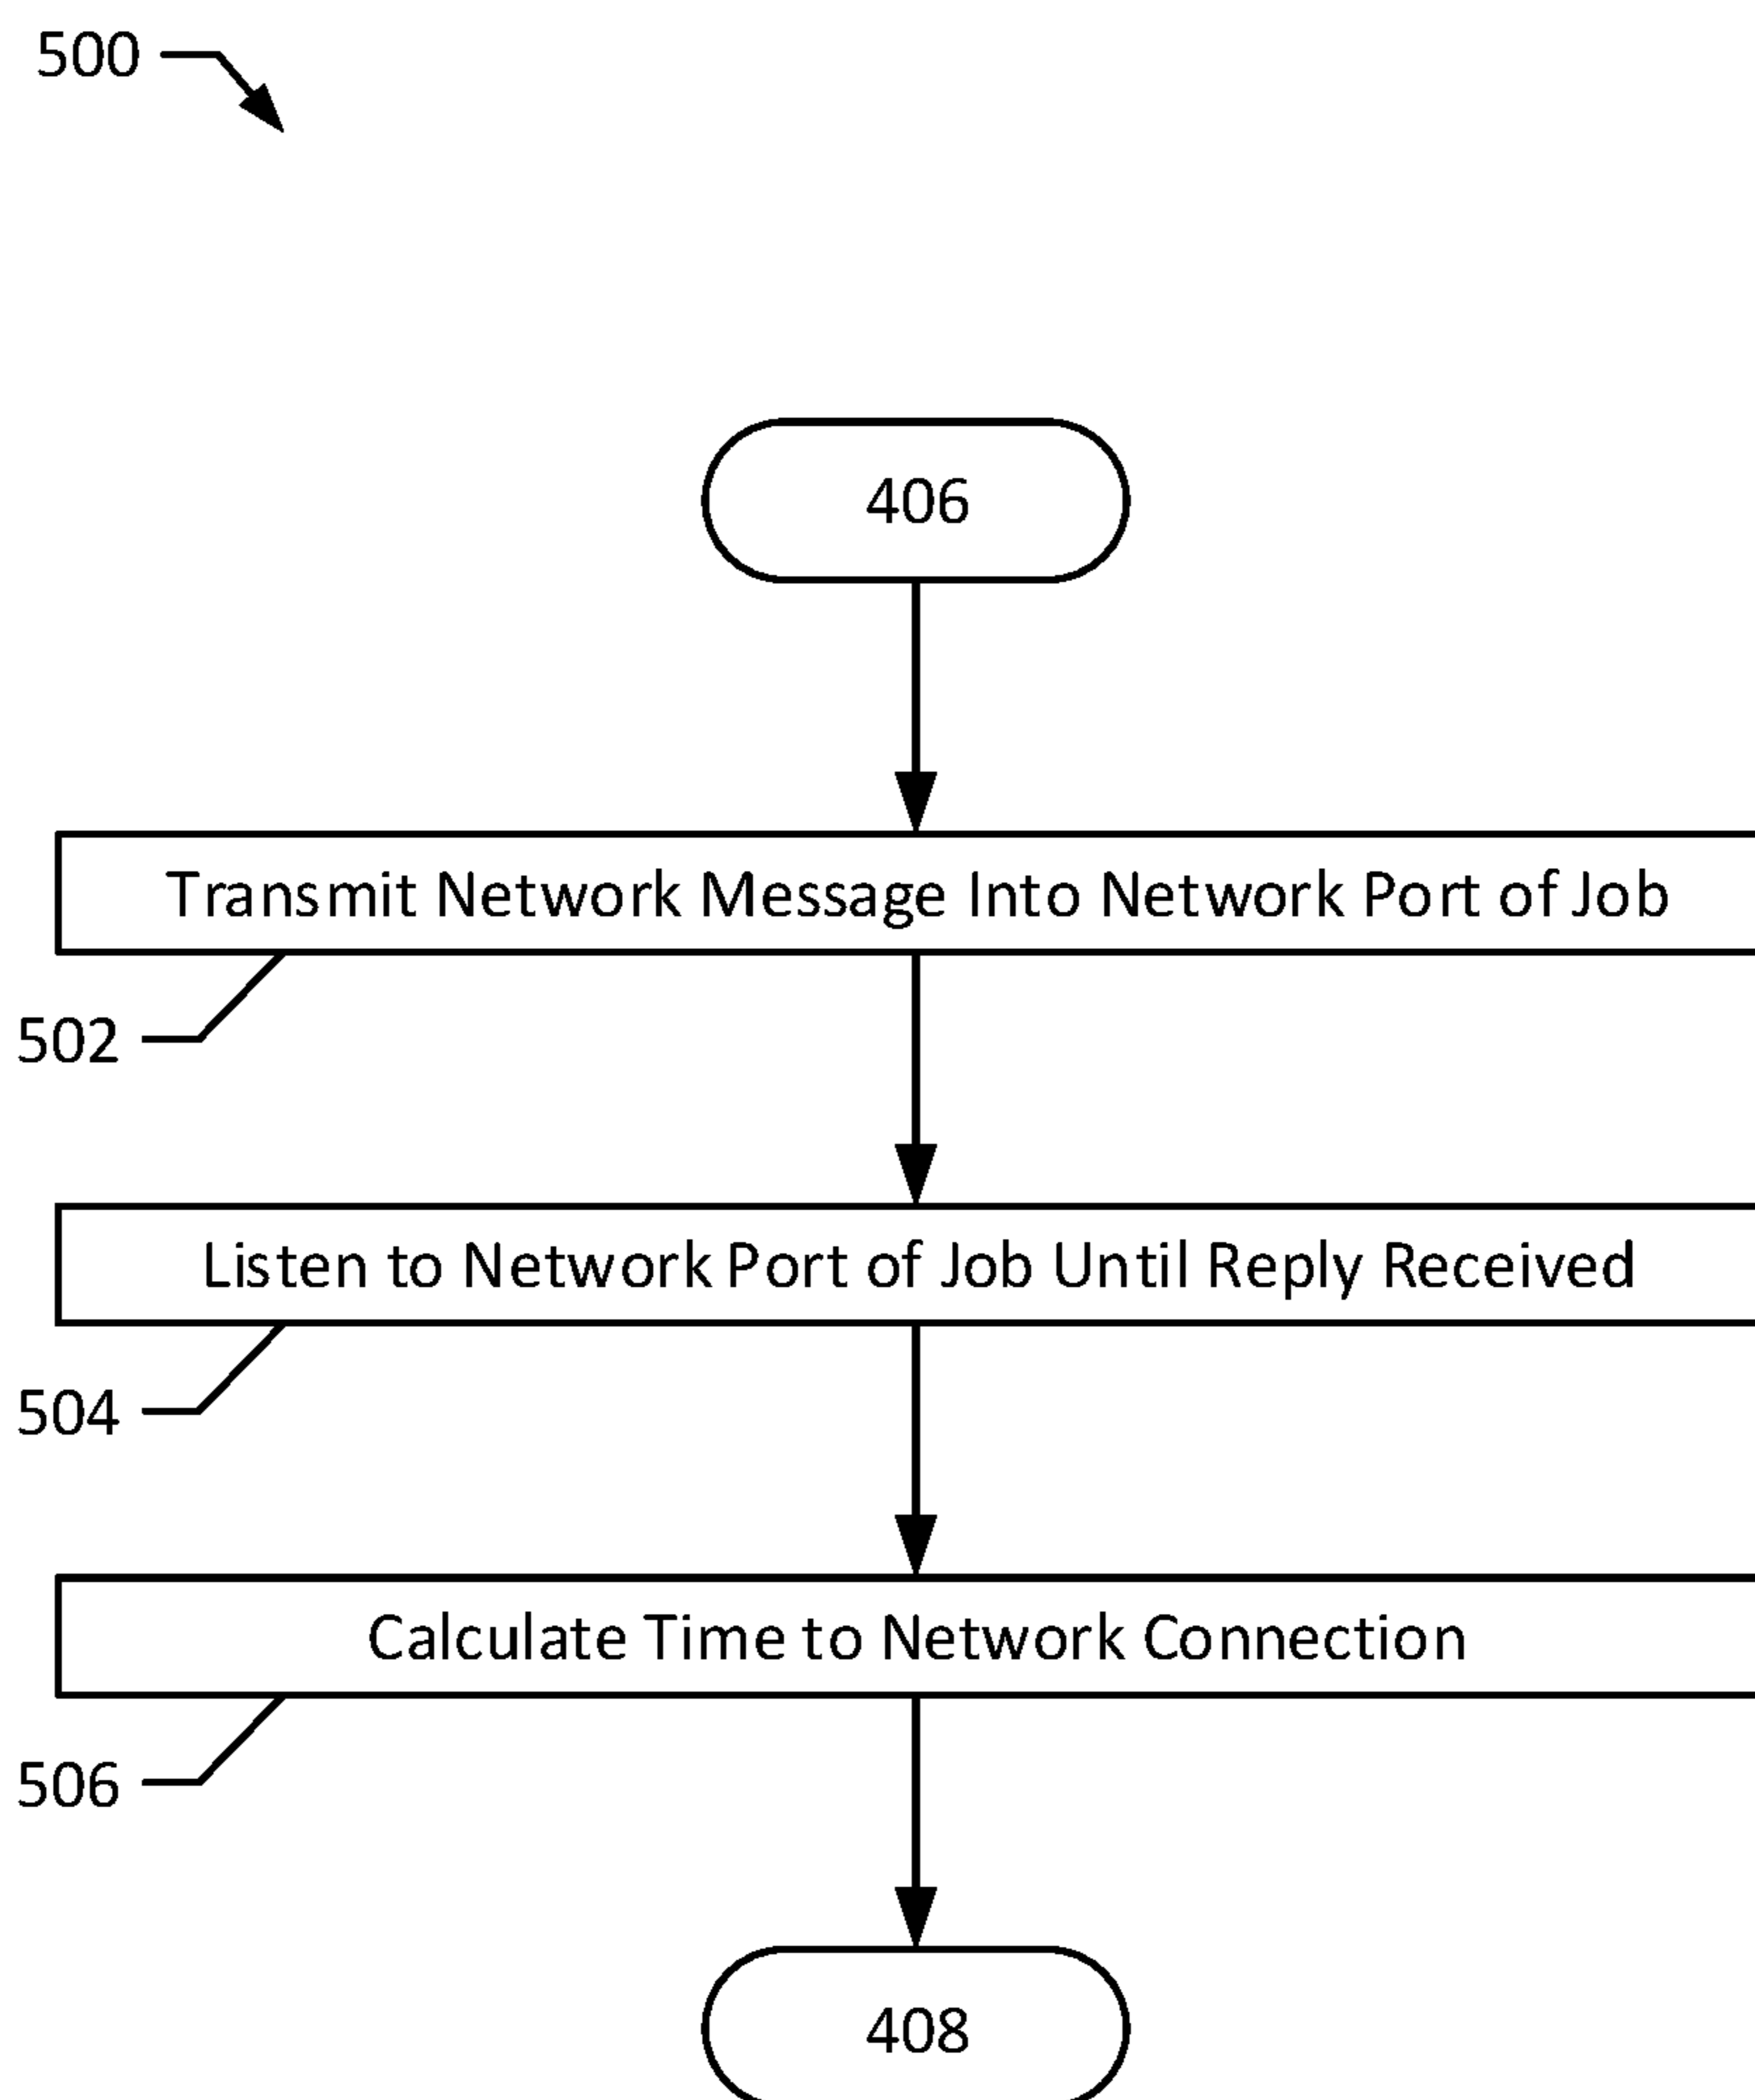 500
406
Transmit Network Message Into Network Port of Job
502
Listen to Network Port of Job Until Reply Received
504
Calculate Time to Network Connection
506
408